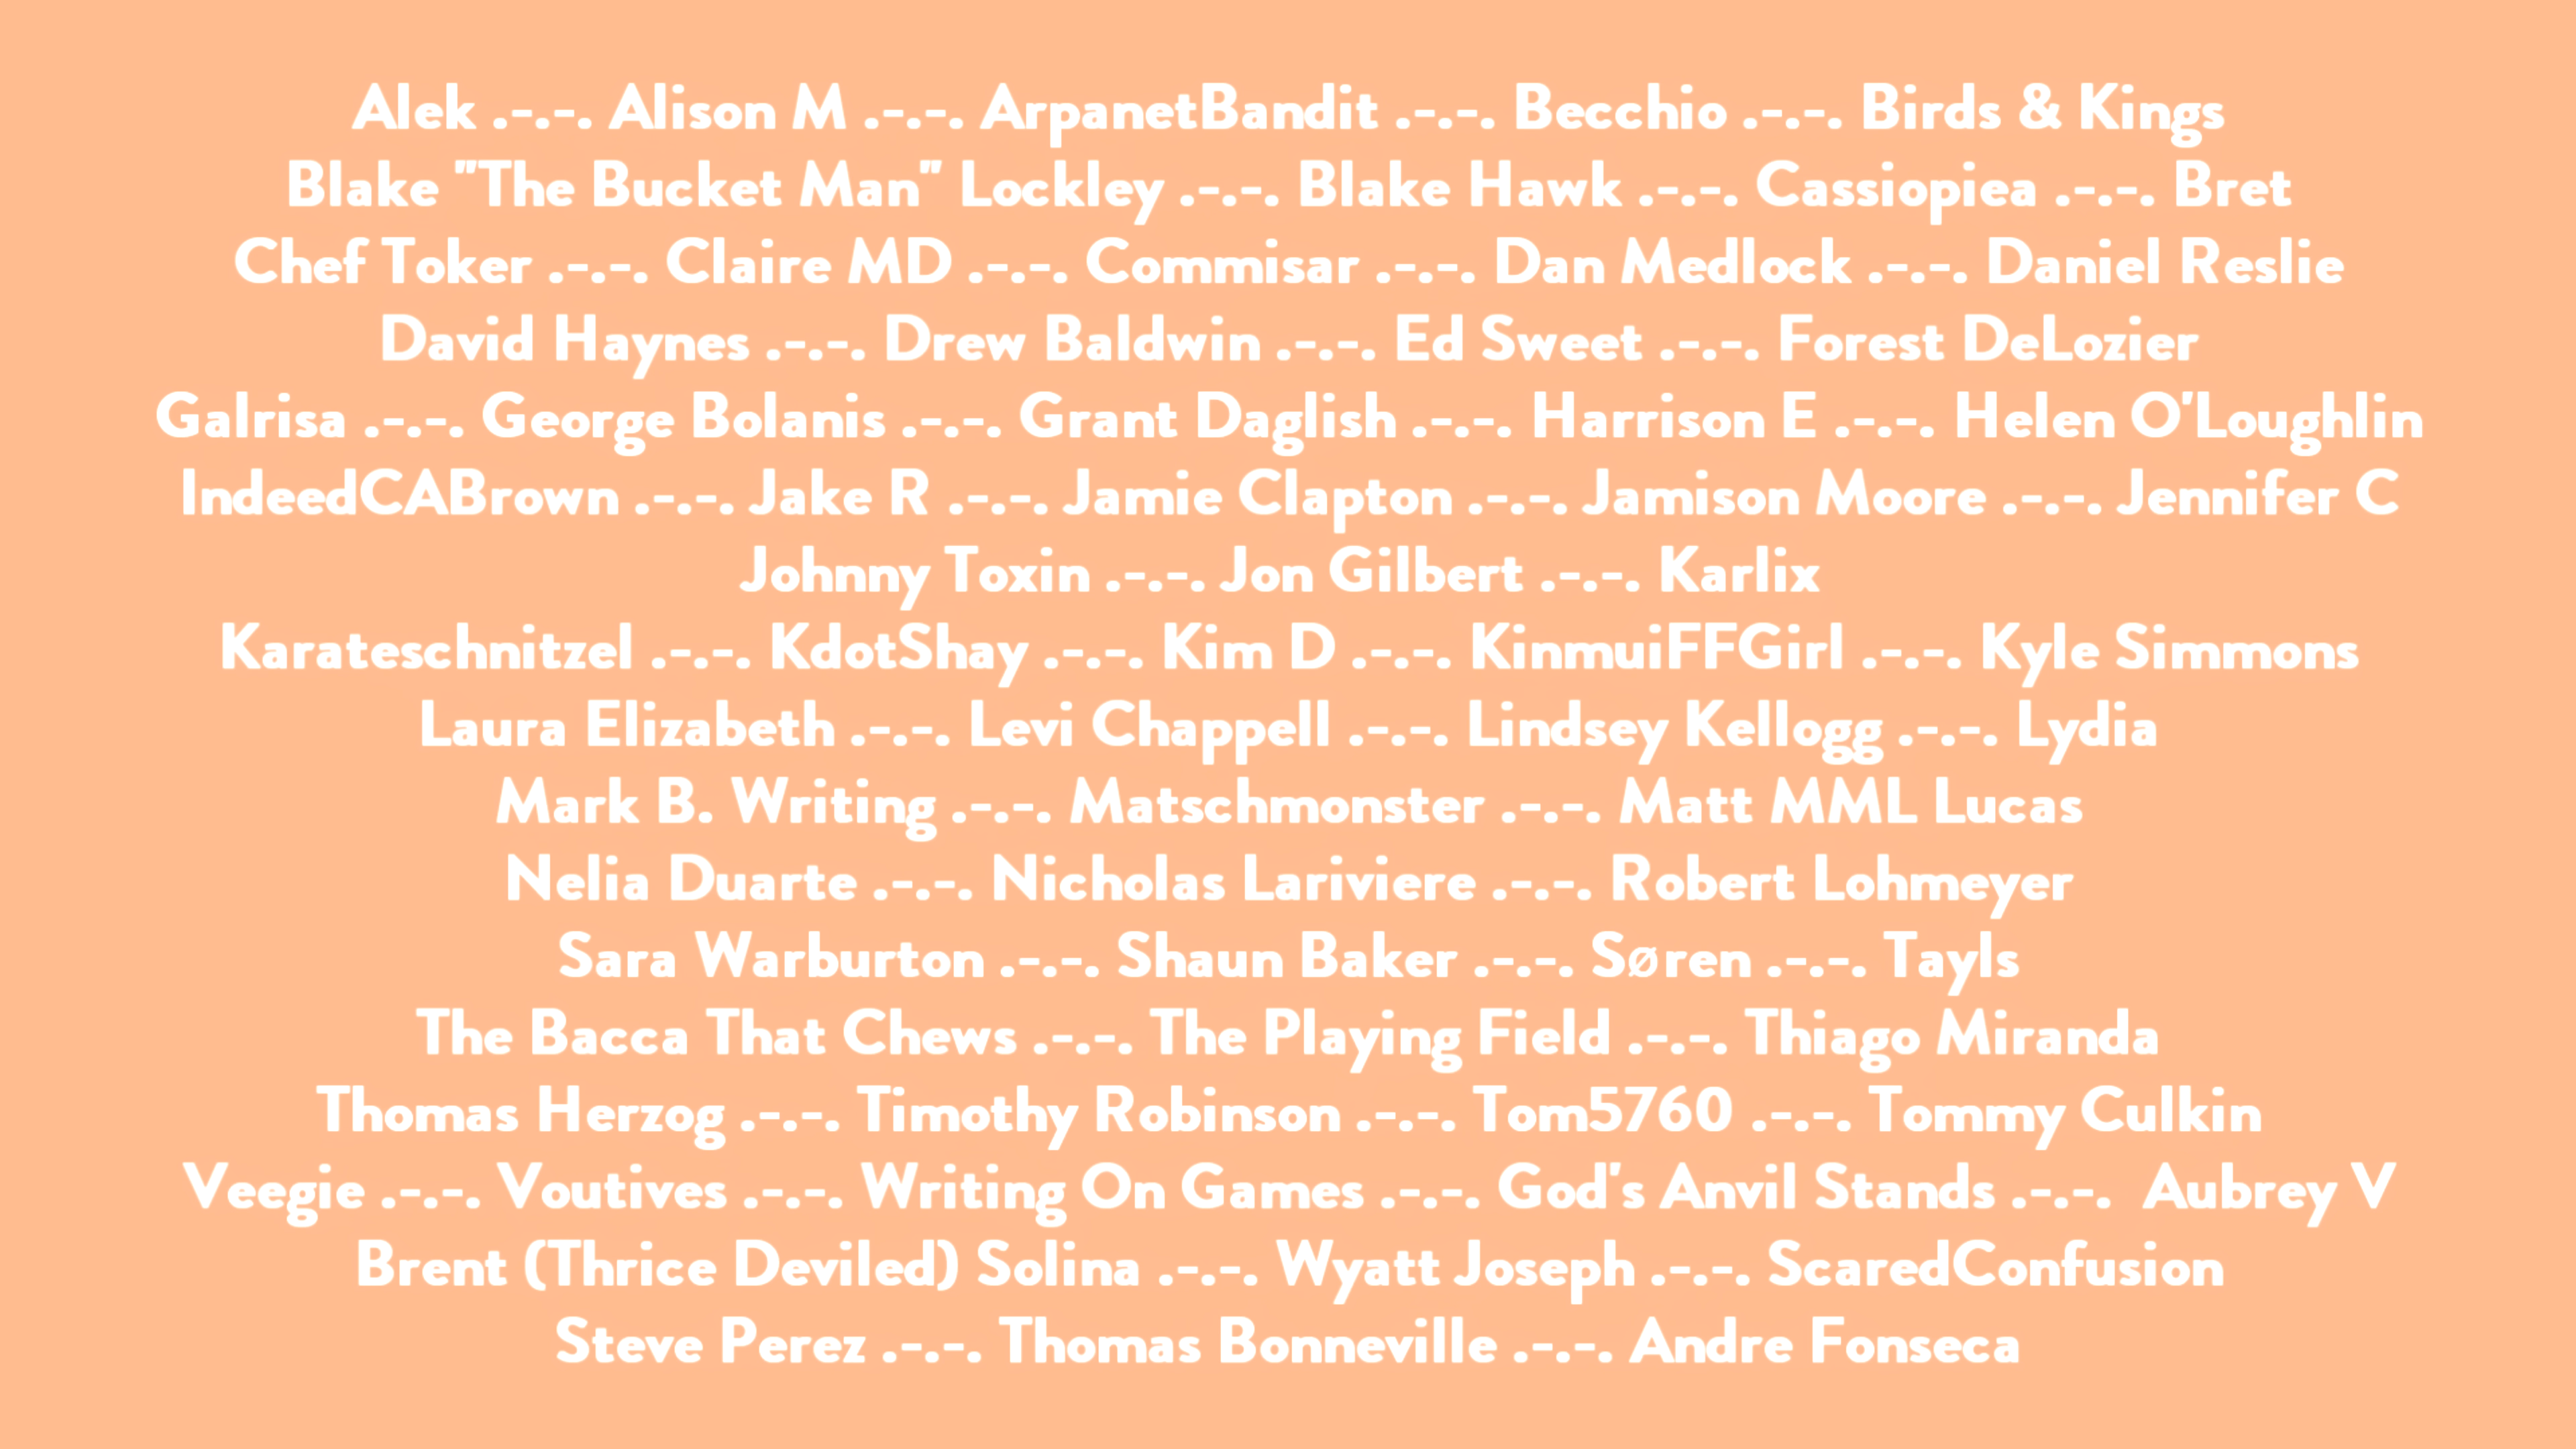 Alek .-.-. Alison M .-.-. ArpanetBandit .-.-. Becchio .-.-. Birds & Kings
Blake "The Bucket Man" Lockley .-.-. Blake Hawk .-.-. Cassiopiea .-.-. Bret
Chef Toker .-.-. Claire MD .-.-. Commisar .-.-. Dan Medlock .-.-. Daniel Reslie
David Haynes .-.-. Drew Baldwin .-.-. Ed Sweet .-.-. Forest DeLozier
Galrisa .-.-. George Bolanis .-.-. Grant Daglish .-.-. Harrison E .-.-. Helen O'Loughlin
IndeedCABrown .-.-. Jake R .-.-. Jamie Clapton .-.-. Jamison Moore .-.-. Jennifer C
Johnny Toxin .-.-. Jon Gilbert .-.-. Karlix
Karateschnitzel .-.-. KdotShay .-.-. Kim D .-.-. KinmuiFFGirl .-.-. Kyle Simmons
Laura Elizabeth .-.-. Levi Chappell .-.-. Lindsey Kellogg .-.-. Lydia
Mark B. Writing .-.-. Matschmonster .-.-. Matt MML Lucas
Nelia Duarte .-.-. Nicholas Lariviere .-.-. Robert Lohmeyer
Sara Warburton .-.-. Shaun Baker .-.-. Søren .-.-. Tayls
The Bacca That Chews .-.-. The Playing Field .-.-. Thiago Miranda
Thomas Herzog .-.-. Timothy Robinson .-.-. Tom5760 .-.-. Tommy Culkin
Veegie .-.-. Voutives .-.-. Writing On Games .-.-. God's Anvil Stands .-.-. Aubrey V
Brent (Thrice Deviled) Solina .-.-. Wyatt Joseph .-.-. ScaredConfusion
Steve Perez .-.-. Thomas Bonneville .-.-. Andre Fonseca